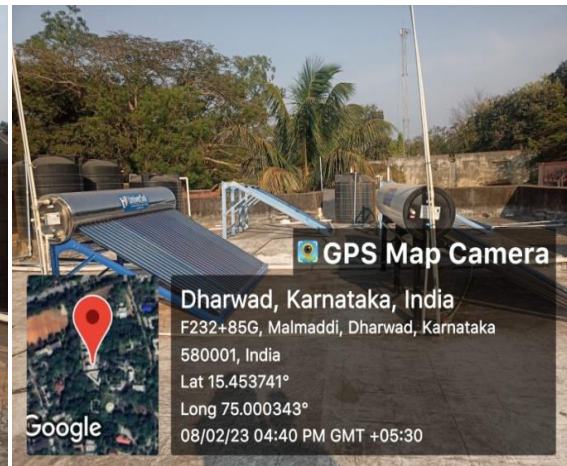 GPS Map Camera
Dharwad, Karnataka, India
F232+85G, Malmaddi, Dharwad, Karnataka
580001, India
Lat 15.453741°
Long 75.000343°
08/02/23 04:40 PM GMT +05:30
Google